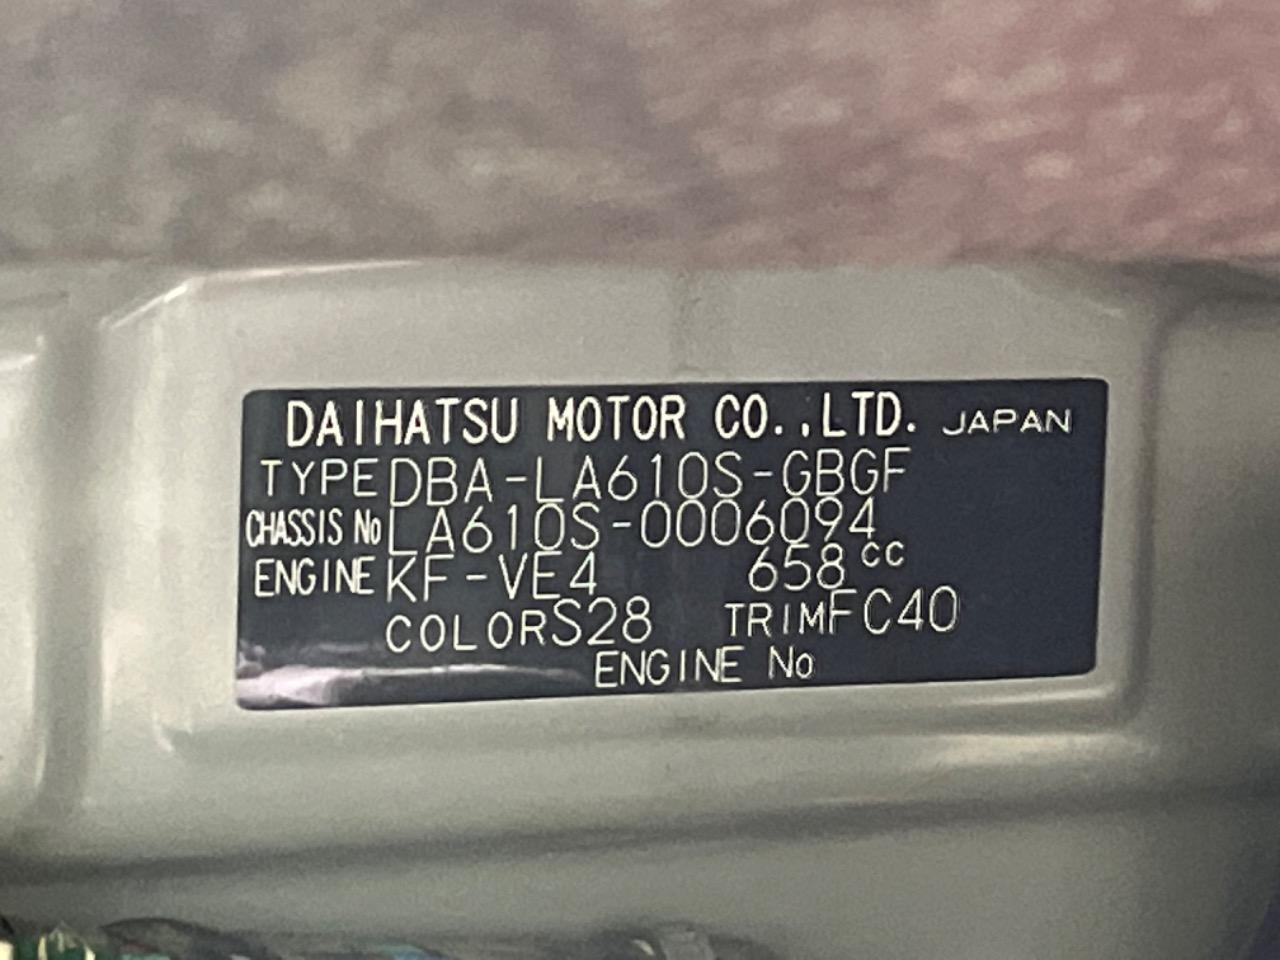 DAIHATSU MOTOR CO.,LTD. JAPAN
TYPE DBA-LA610S-GBGF
CHASSIS No LA610S-0006094
ENGINE KF-VE4 658cc
COLOR S28 TRIM FC40
ENGINE No